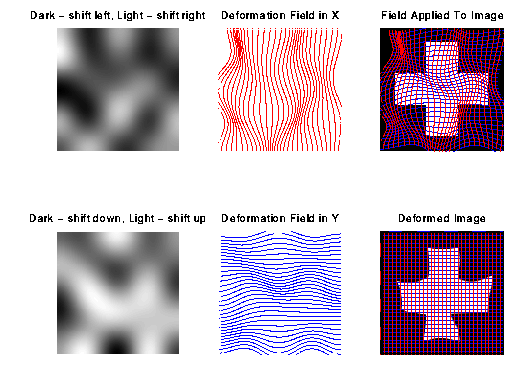 Dark – shift left, Light – shift right
Deformation Field in X
Field Applied To Image
Dark – shift down, Light – shift up
Deformation Field in Y
Deformed Image